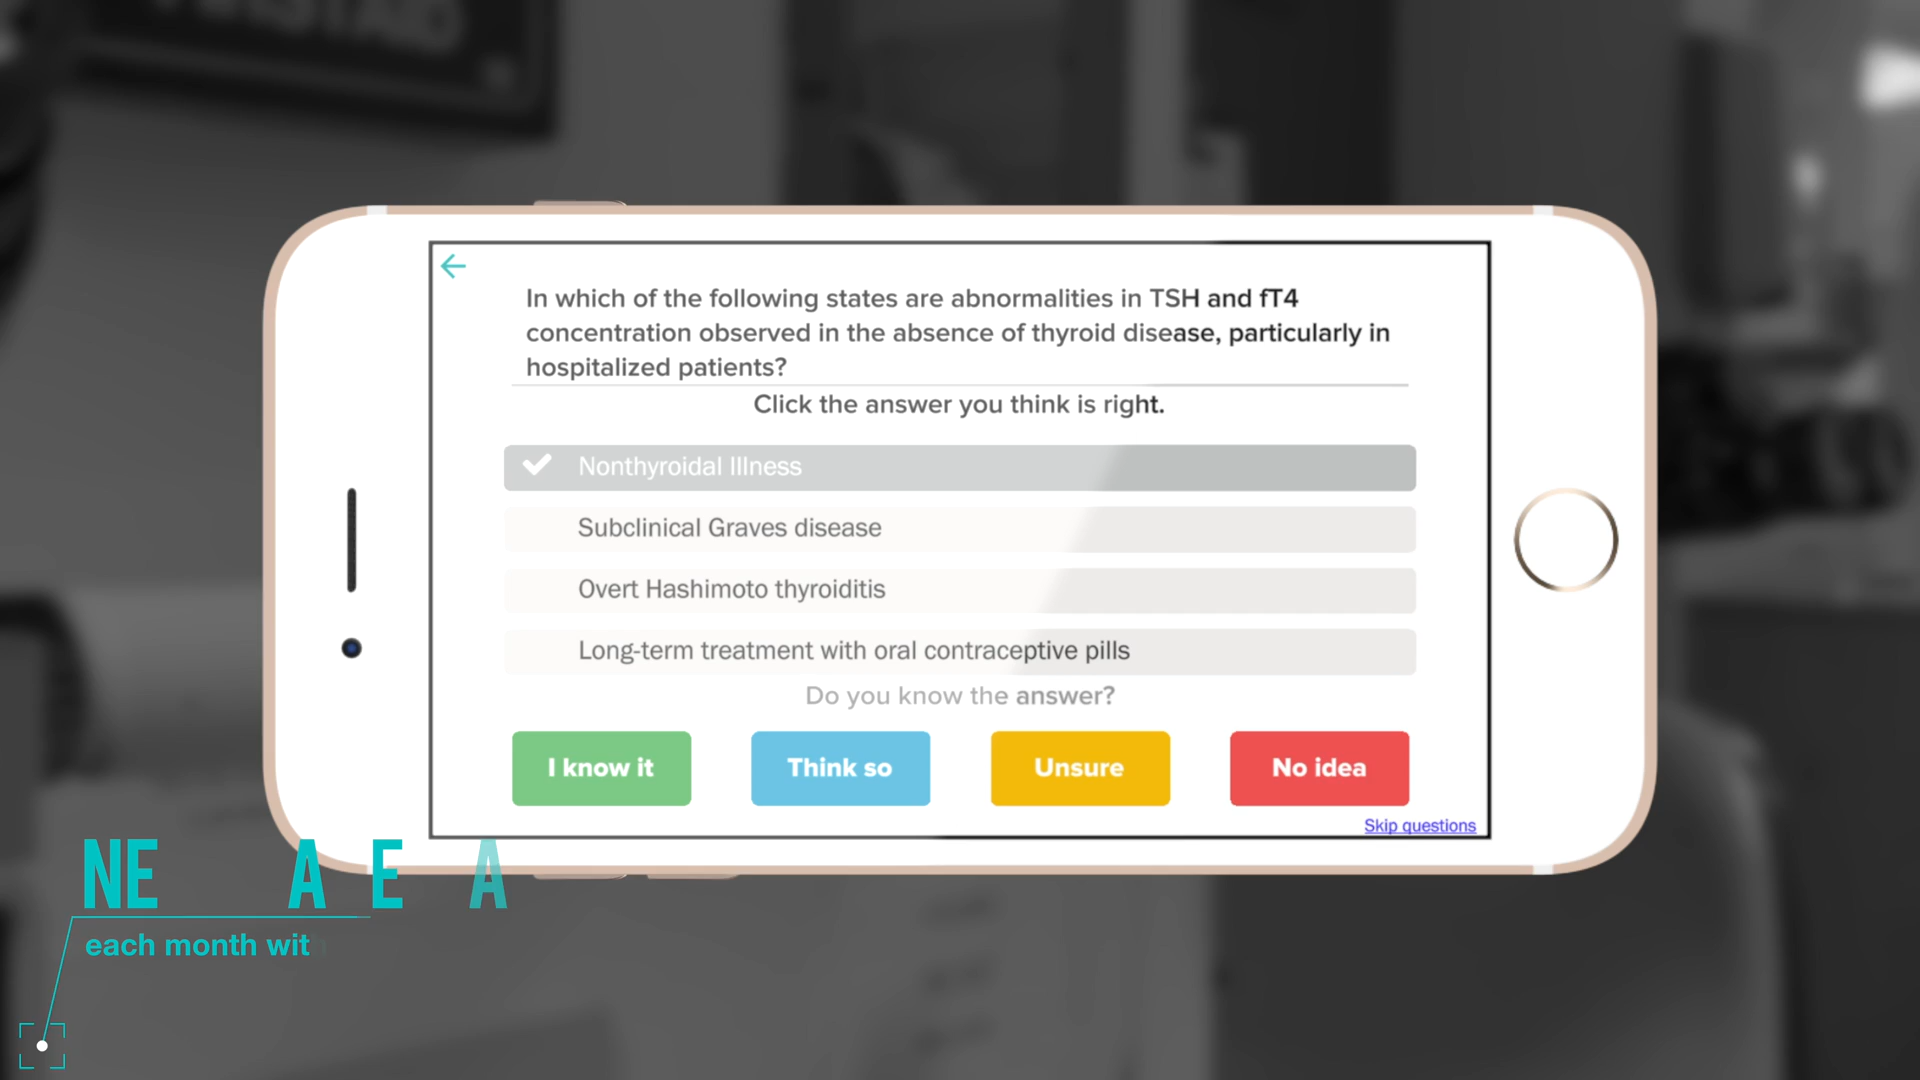 In which of the following states are abnormalities in TSH and fT4
concentration observed in the absence of thyroid disease, particularly in
hospitalized patients?
Click the answer you think is right.
Nonthyroidal Illness
Subclinical Graves disease
Overt Hashimoto thyroiditis
Long-term treatment with oral contraceptive pills
Do you know the answer?
I know it
Think so
Unsure
No idea
Skip questions
NE A E A
each month wit